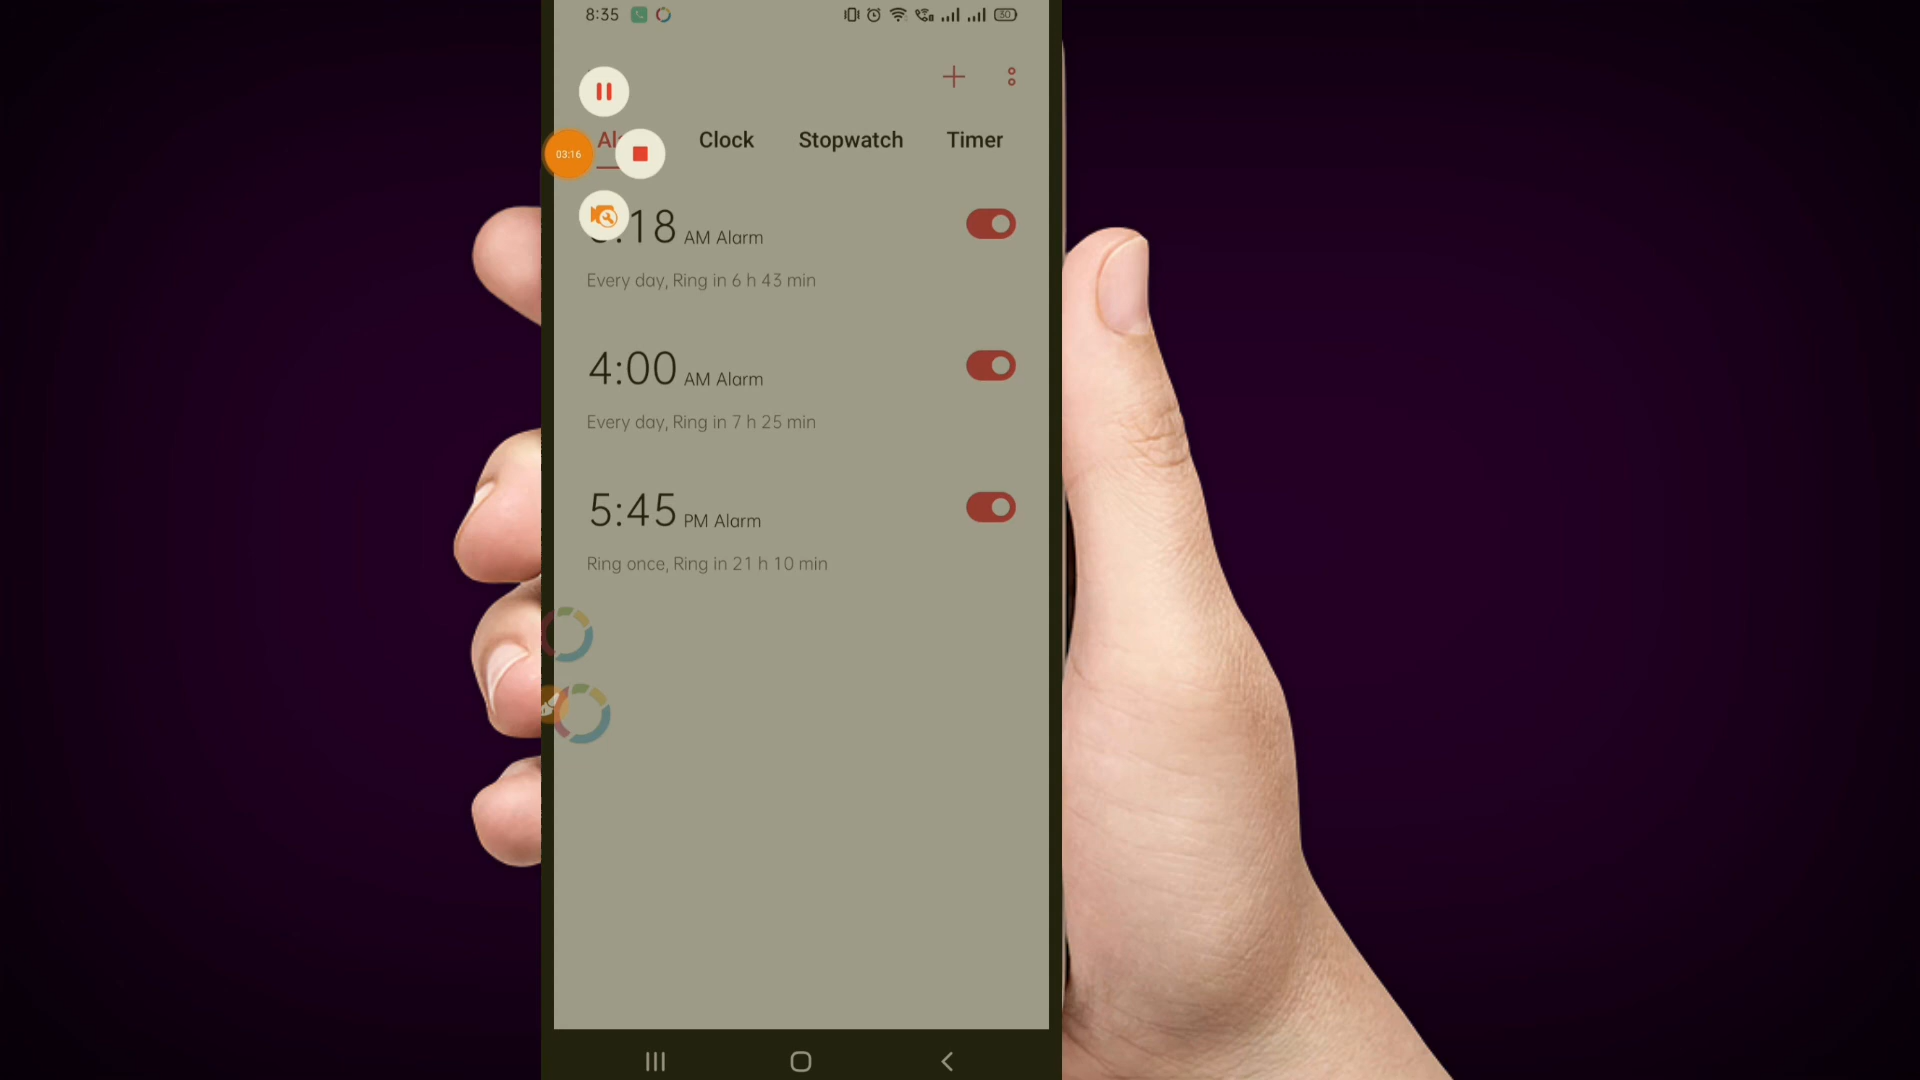 8:35
30
03:16
Clock
Stopwatch
Timer
:18 AM Alarm
Every day, Ring in 6 h 43 min
4:00 AM Alarm
Every day, Ring in 7 h 25 min
5:45 PM Alarm
Ring once, Ring in 21 h 10 min